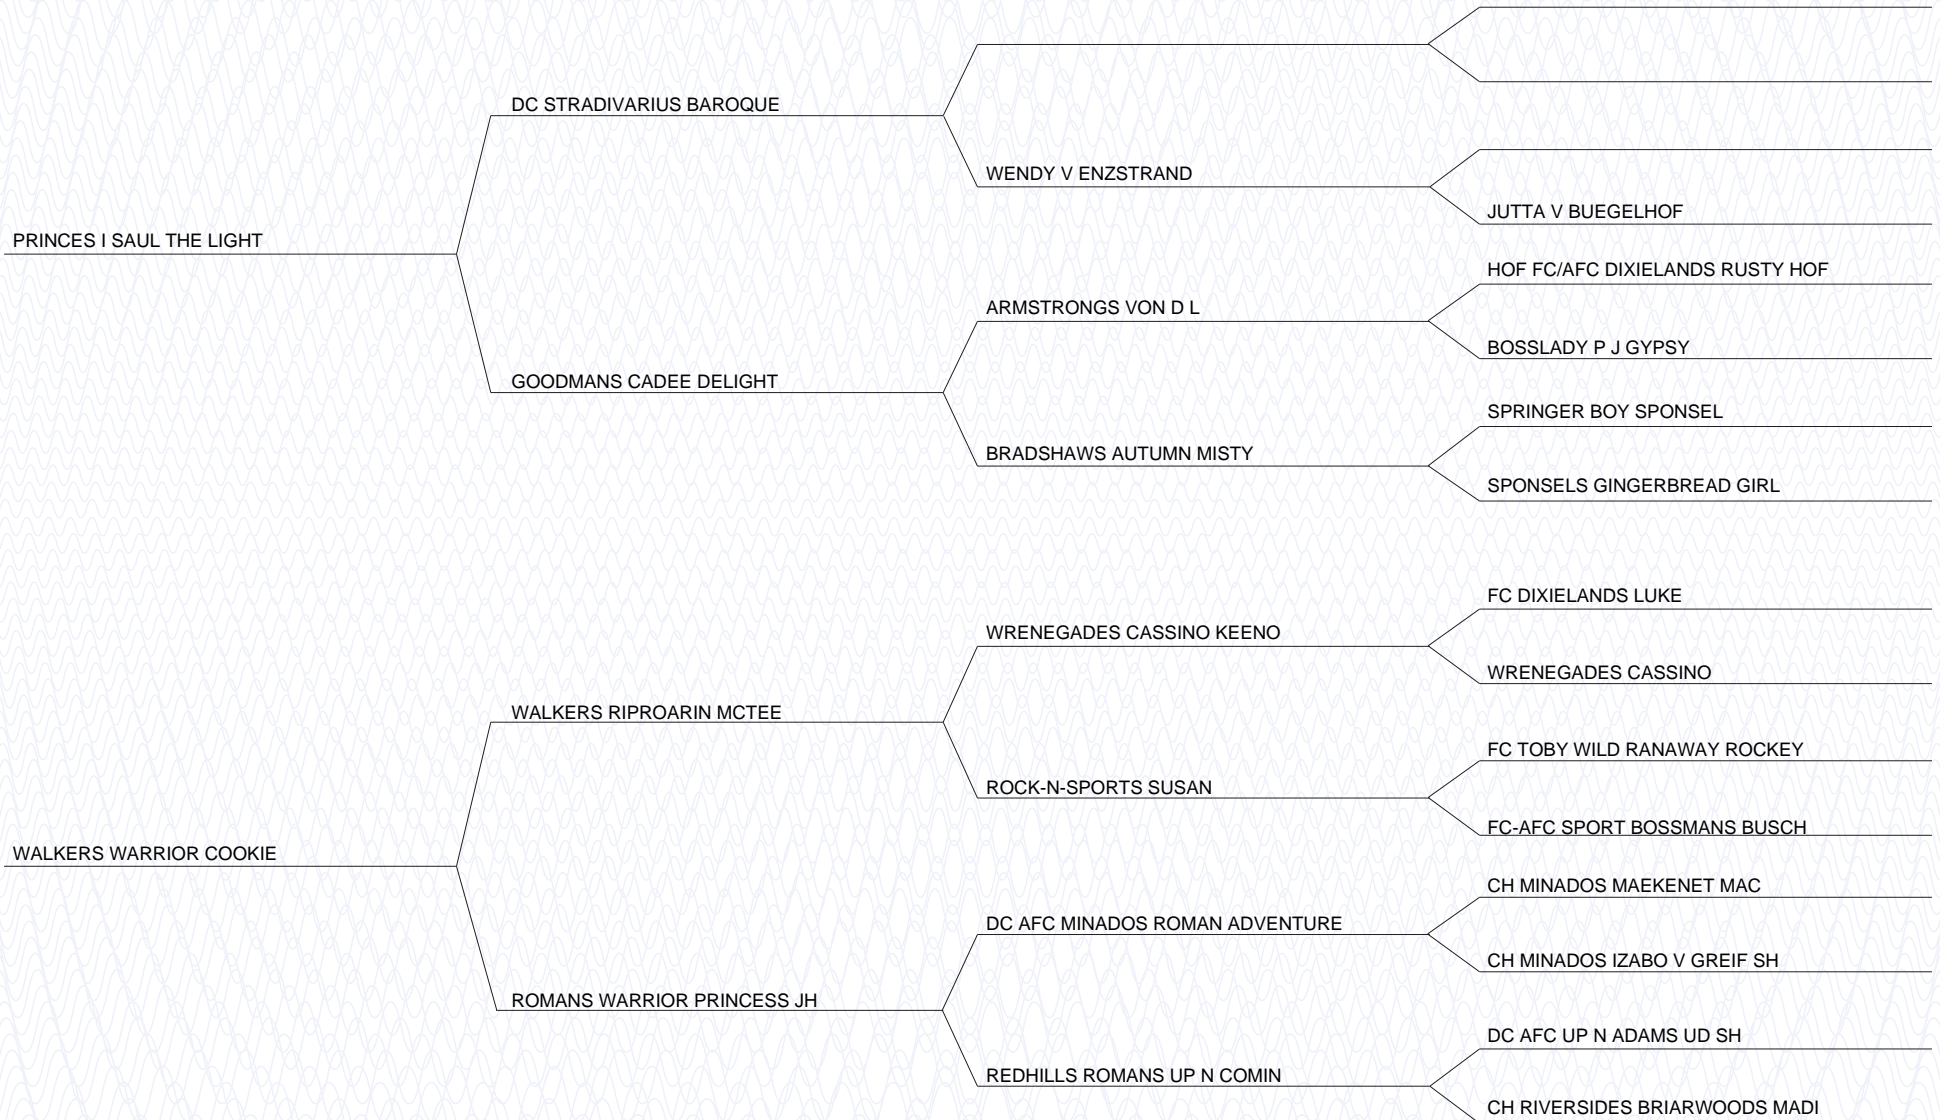 DC STRADIVARIUS BAROQUE
WENDY V ENZSTRAND
JUTTA V BUEGELHOF
PRINCES I SAUL THE LIGHT
HOF FC/AFC DIXIELANDS RUSTY HOF
ARMSTRONGS VON D L
BOSSLADY P J GYPSY
GOODMANS CADEE DELIGHT
SPRINGER BOY SPONSEL
BRADSHAWS AUTUMN MISTY
SPONSELS GINGERBREAD GIRL
FC DIXIELANDS LUKE
WRENEGADES CASSINO KEENO
WRENEGADES CASSINO
WALKERS RIPROARIN MCTEE
FC TOBY WILD RANAWAY ROCKEY
ROCK-N-SPORTS SUSAN
FC-AFC SPORT BOSSMANS BUSCH
WALKERS WARRIOR COOKIE
CH MINADOS MAEKENET MAC
DC AFC MINADOS ROMAN ADVENTURE
CH MINADOS IZABO V GREIF SH
ROMANS WARRIOR PRINCESS JH
DC AFC UP N ADAMS UD SH
REDHILLS ROMANS UP N COMIN
CH RIVERSIDES BRIARWOODS MADI